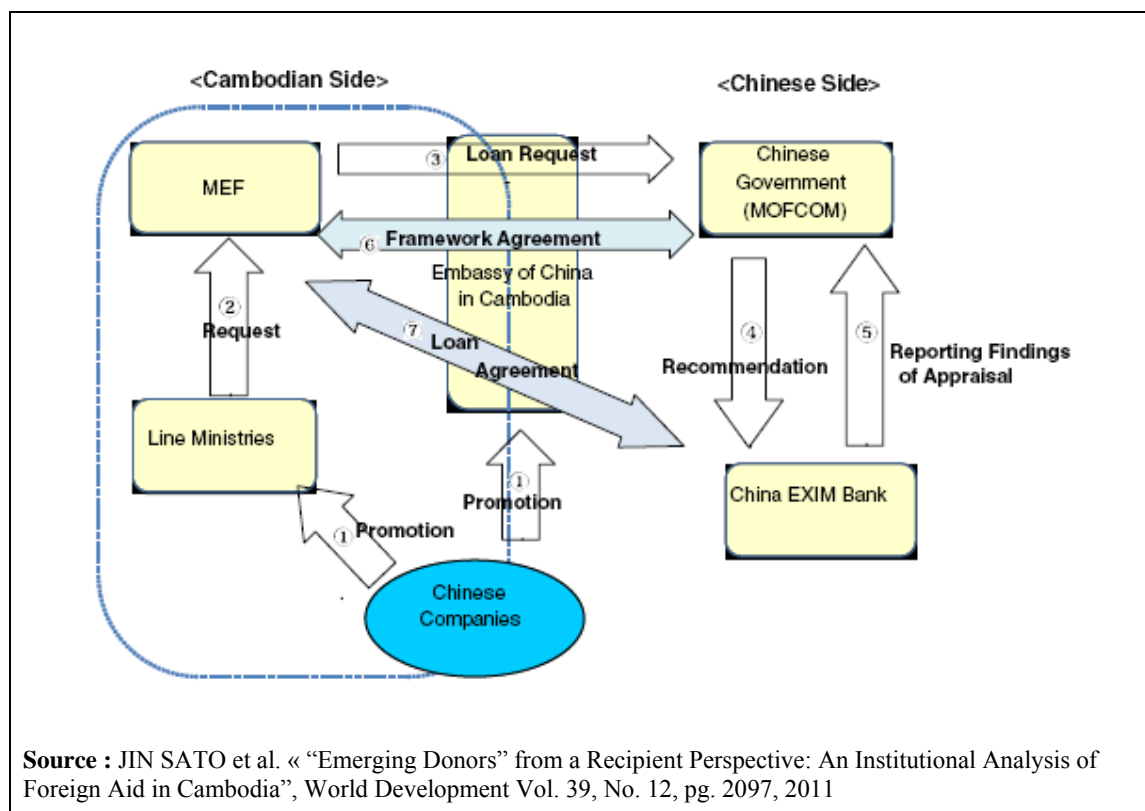 <Cambodian Side>
<Chinese Side>
MEF
③
Loan Request
Chinese
Government
(MOFCOM)
⑥
Framework Agreement
Embassy of China
in Cambodia
②
Request
⑦
Loan
Agreement
④
Recommendation
⑤
Reporting Findings
of Appraisal
Line Ministries
①
Promotion
①
Promotion
China EXIM Bank
Chinese
Companies
Source : JIN SATO et al. « “Emerging Donors” from a Recipient Perspective: An Institutional Analysis of
Foreign Aid in Cambodia”, World Development Vol. 39, No. 12, pg. 2097, 2011